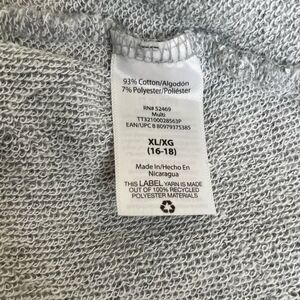 93% Cotton/Algodón
7% Polyester/Poliéster
RN# 52469
Multi
TT32100028563P
EAN/UPC 8 80979375385
XL/XG
(16-18)
Made In/Hecho En
Nicaragua
THIS LABEL YARN IS MADE
OUT OF 100% RECYCLED
POLYESTER MATERIALS